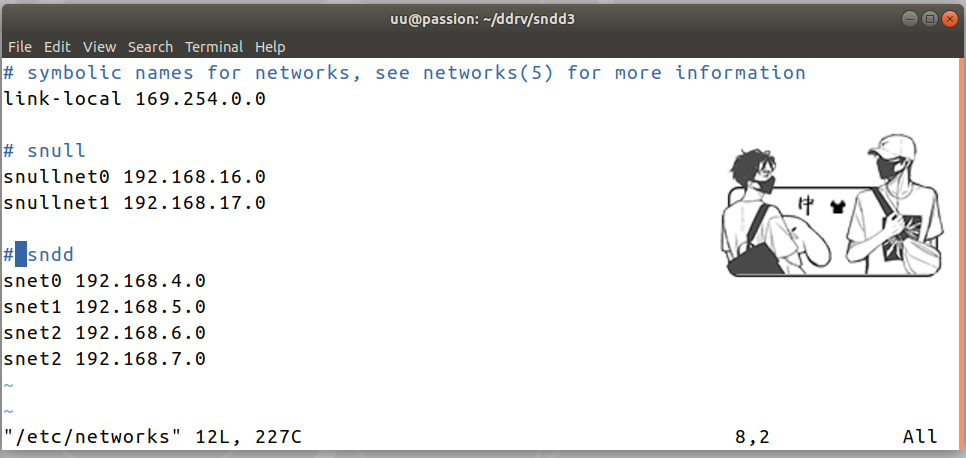 uu@passion: ~/ddrv/sndd3
File Edit View Search Terminal Help
# symbolic names for networks, see networks(5) for more information
link-local 169.254.0.0
# snull
snullnet0 192.168.16.0
snullnet1 192.168.17.0
中
# sndd
snet0 192.168.4.0
snet1 192.168.5.0
snet2 192.168.6.0
snet2 192.168.7.0
~
~
"/etc/networks" 12L, 227C 8,2 All